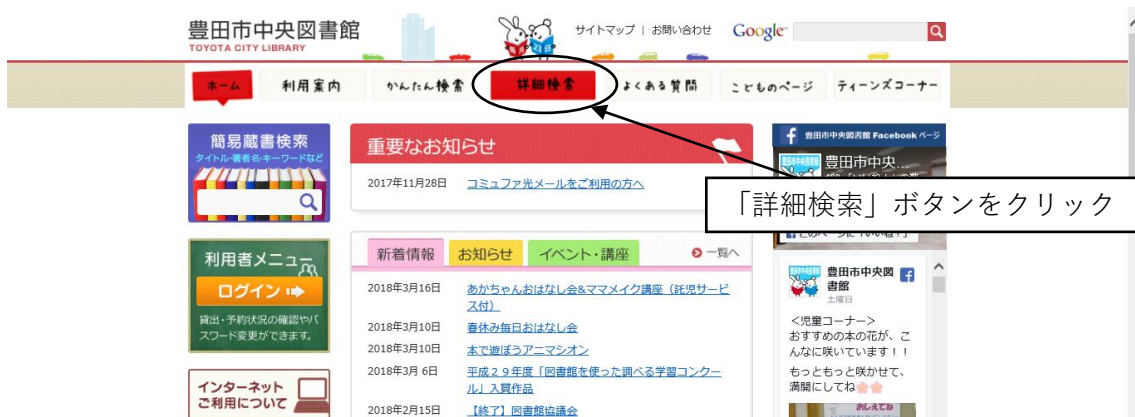 豊田市中央図書館
TOYOTA CITY LIBRARY
サイトマップ | お問い合わせ
Google
ホーム
利用案内
かんたん検索
詳細検索
よくある質問
こどものページ
ティーンズコーナー
簡易蔵書検索
タイトル・著者名・キーワードなど
重要なお知らせ
2017年11月28日 コミュファ光メールをご利用の方へ
豊田市中央図書館 Facebook ページ
豊田市中央...
「詳細検索」ボタンをクリック
利用者メニュー
ログイン
貸出・予約状況の確認やパ
スワード変更ができます。
新着情報
お知らせ
イベント・講座
一覧へ
2018年3月16日 あかちゃんおはなし会&ママメイク講座（託児サービ
ス付）
2018年3月10日 春休み毎日おはなし会
2018年3月10日 本で遊ぼうアニマシオン
2018年3月 6日 平成２９年度「図書館を使った調べる学習コンクー
ル」入賞作品
2018年2月15日 【終了】図書館協議会
インターネット
ご利用について
豊田市中央図
書館
土曜日
＜児童コーナー＞
おすすめの本の花が、こ
んなに咲いています！！
もっともっと咲かせて、
満開にしてね
おしえてね